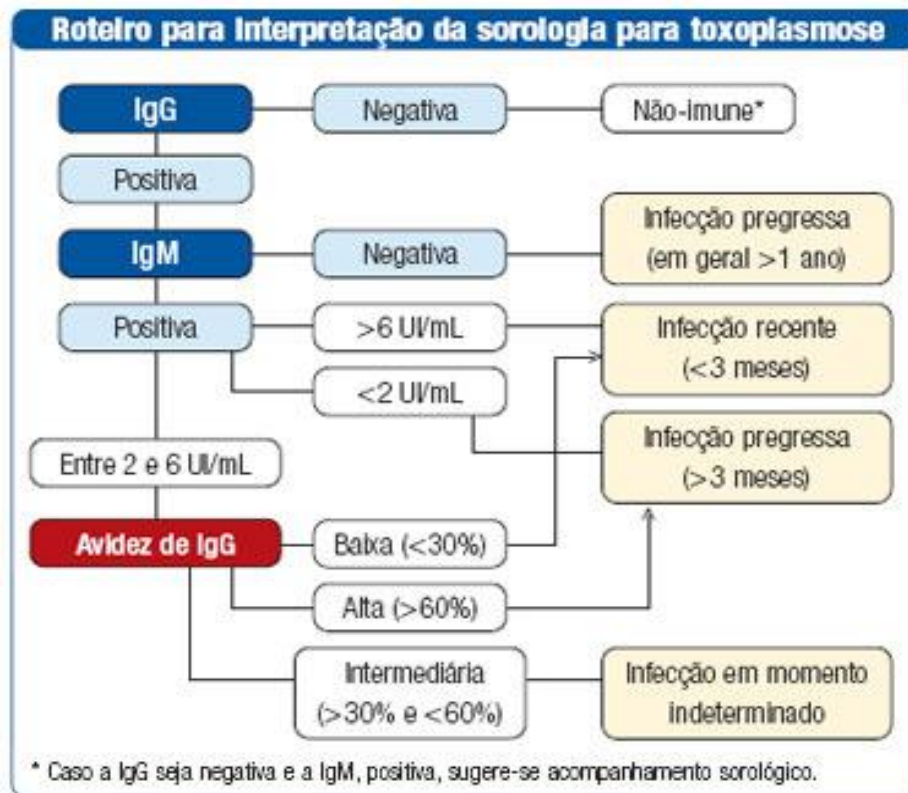 Roteiro para interpretação da sorologia para toxoplasmose
IgG
Negativa
Não-imune*
Positiva
IgM
Negativa
Infecção pregressa
(em geral >1 ano)
Positiva
>6 UI/mL
Infecção recente
(<3 meses)
<2 UI/mL
Infecção pregressa
(>3 meses)
Entre 2 e 6 UI/mL
Avidez de IgG
Baixa (<30%)
Alta (>60%)
Intermediária
(>30% e <60%)
Infecção em momento
indeterminado
* Caso a IgG seja negativa e a IgM, positiva, sugere-se acompanhamento sorológico.